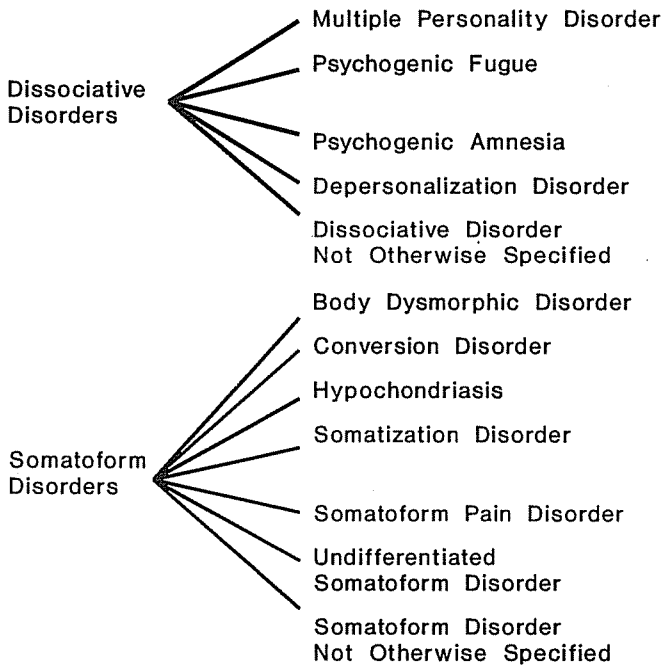 Dissociative
Disorders
Multiple Personality Disorder
Psychogenic Fugue
Psychogenic Amnesia
Depersonalization Disorder
Dissociative Disorder
Not Otherwise Specified
Somatoform
Disorders
Body Dysmorphic Disorder
Conversion Disorder
Hypochondriasis
Somatization Disorder
Somatoform Pain Disorder
Undifferentiated
Somatoform Disorder
Somatoform Disorder
Not Otherwise Specified